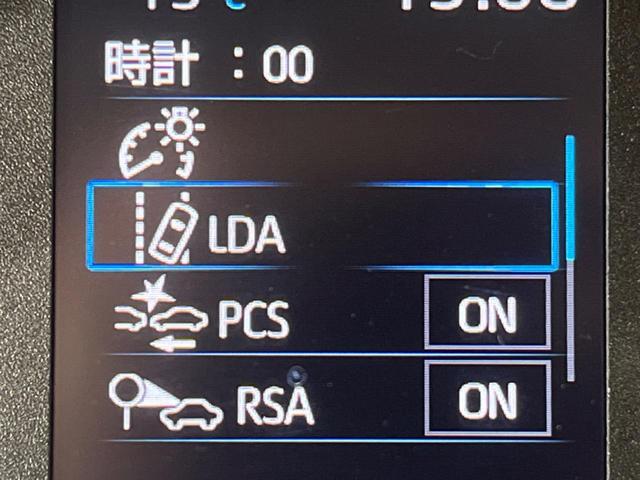 時計 :00
LDA
PCS ON
RSA ON